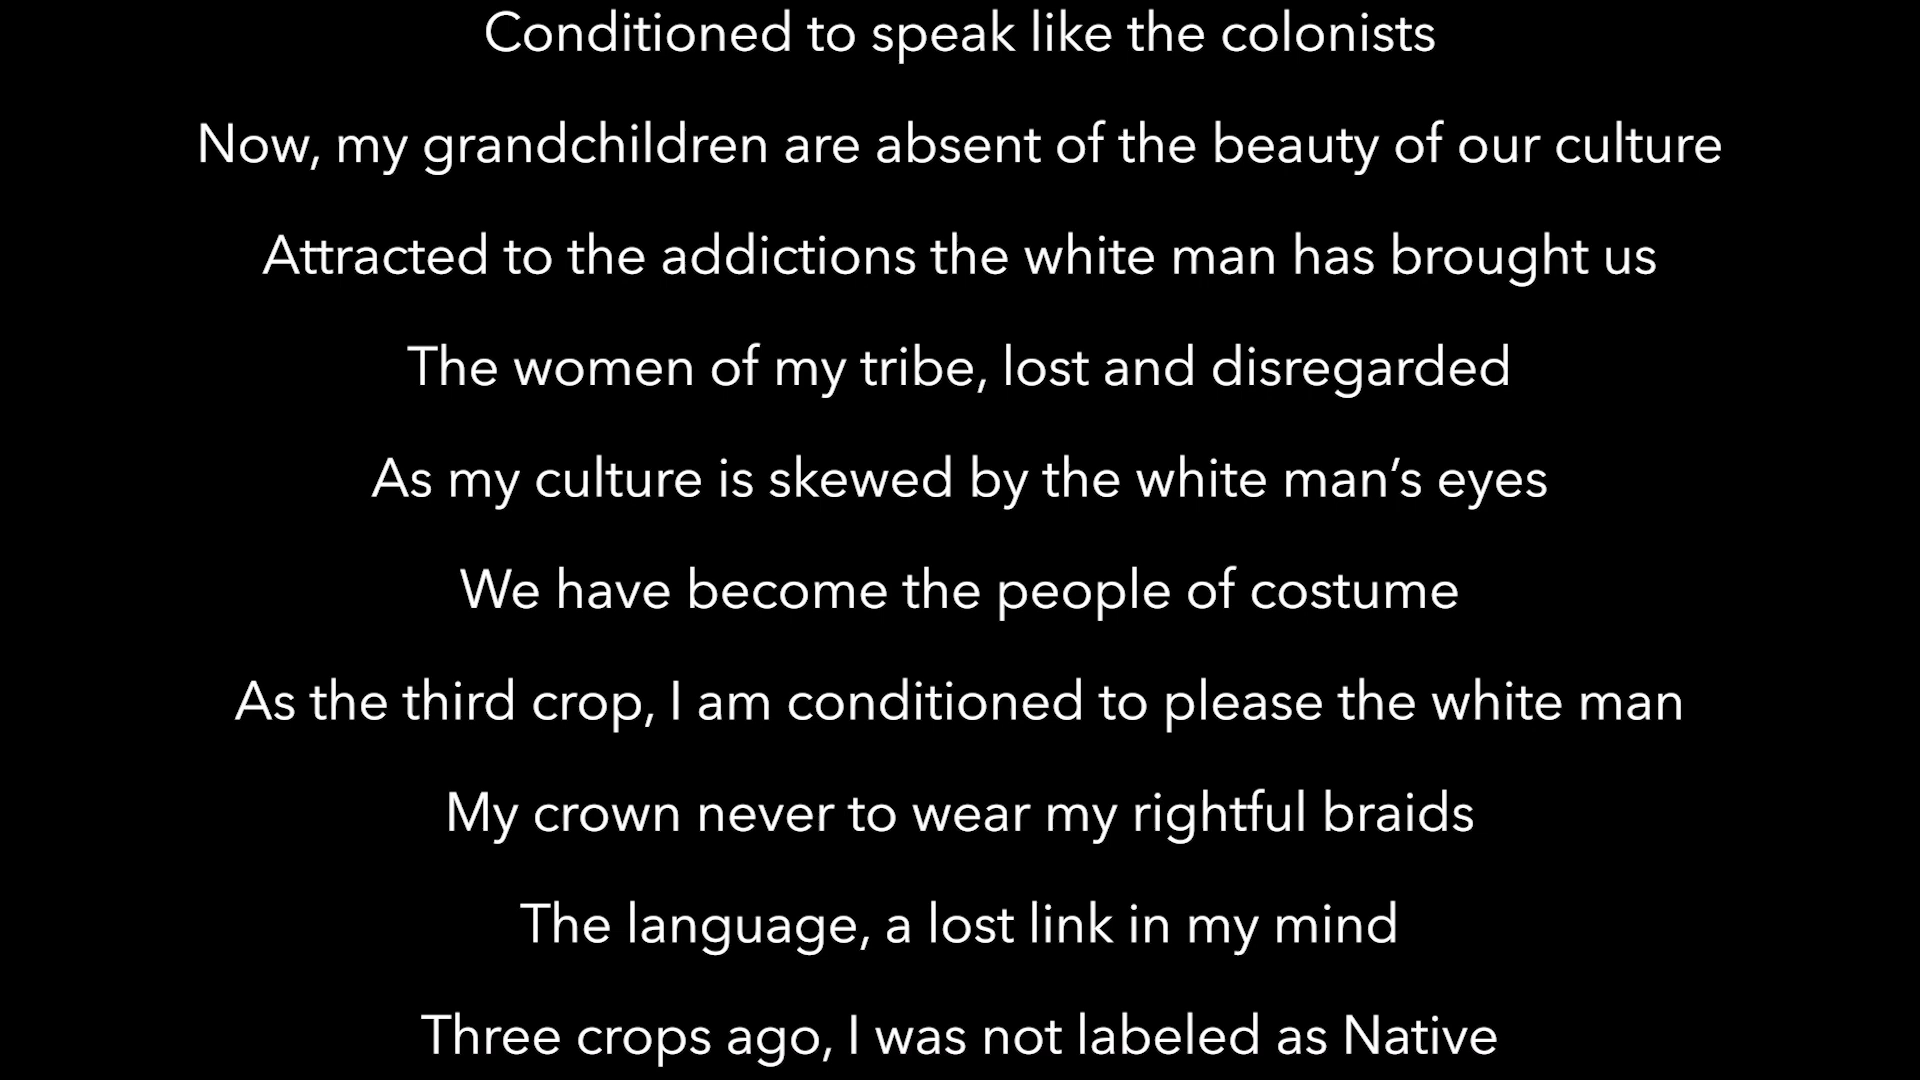 Conditioned to speak like the colonists
Now, my grandchildren are absent of the beauty of our culture
Attracted to the addictions the white man has brought us
The women of my tribe, lost and disregarded
As my culture is skewed by the white man’s eyes
We have become the people of costume
As the third crop, I am conditioned to please the white man
My crown never to wear my rightful braids
The language, a lost link in my mind
Three crops ago, I was not labeled as Native